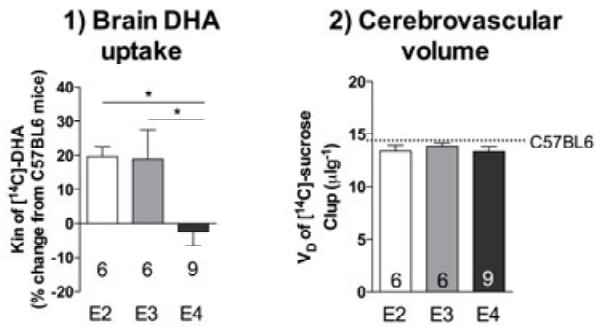 1) Brain DHA
uptake
Kin of [14C]-DHA
(% change from C57BL6 mice)
40
30
20
10
0
-10
-20
*
*
6
6
9
E2
E3
E4
2) Cerebrovascular
volume
VD of [14C]-sucrose
Clup (µlg-1)
20
15
10
5
0
C57BL6
6
6
9
E2
E3
E4